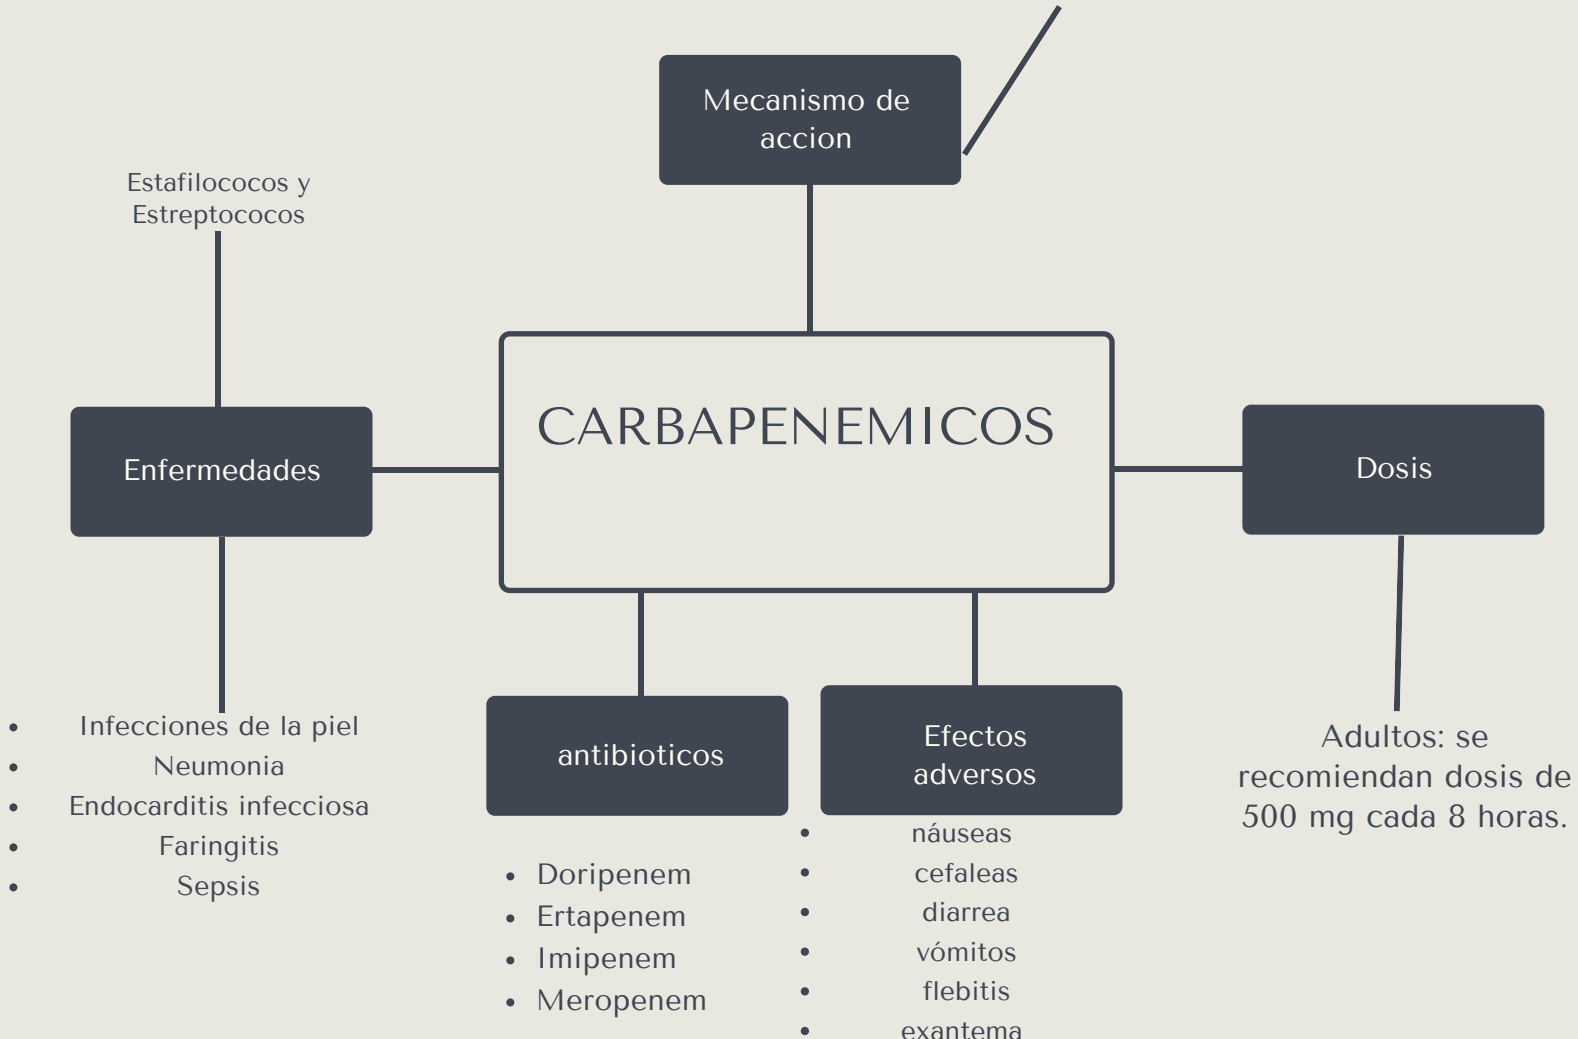 Mecanismo de
accion
Estafilococos y
Estreptococos
CARBAPENEMICOS
Enfermedades
Dosis
Infecciones de la piel
Neumonia
Endocarditis infecciosa
Faringitis
Sepsis
antibioticos
Doripenem
Ertapenem
Imipenem
Meropenem
Efectos
adversos
náuseas
cefaleas
diarrea
vómitos
flebitis
exantema
Adultos: se
recomiendan dosis de
500 mg cada 8 horas.